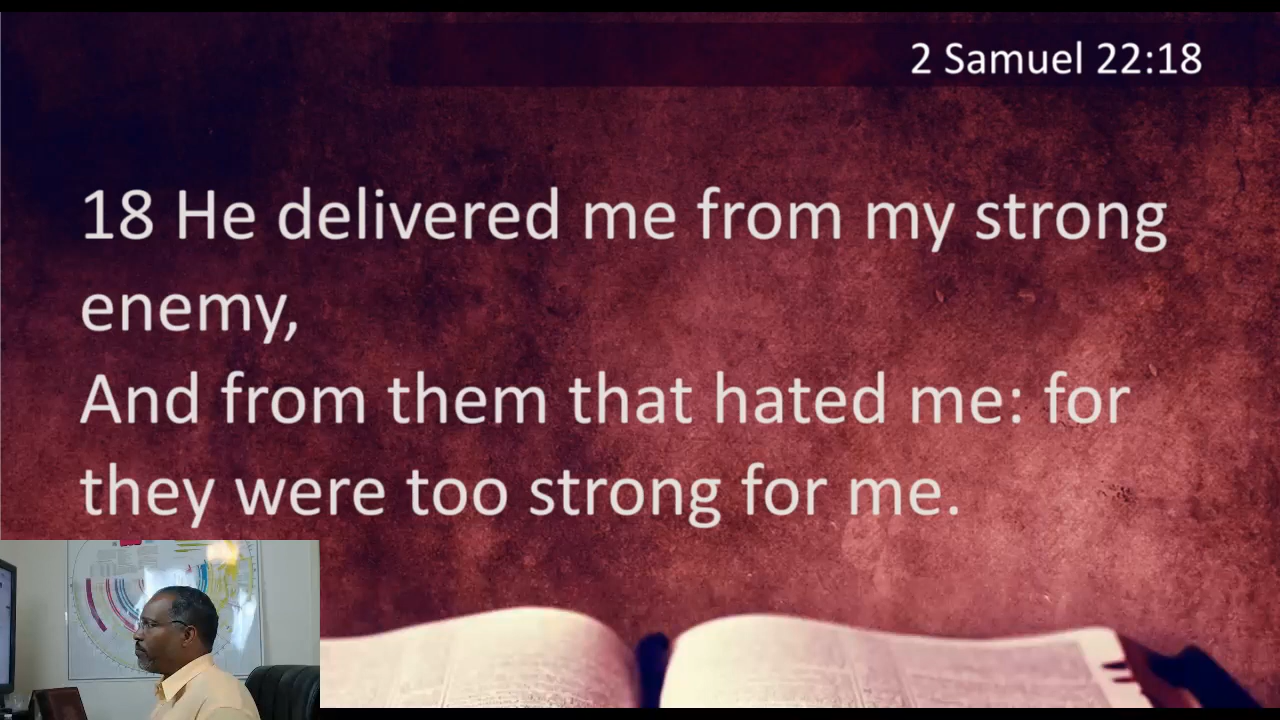 2 Samuel 22:18
18 He delivered me from my strong
enemy,
And from them that hated me: for
they were too strong for me.